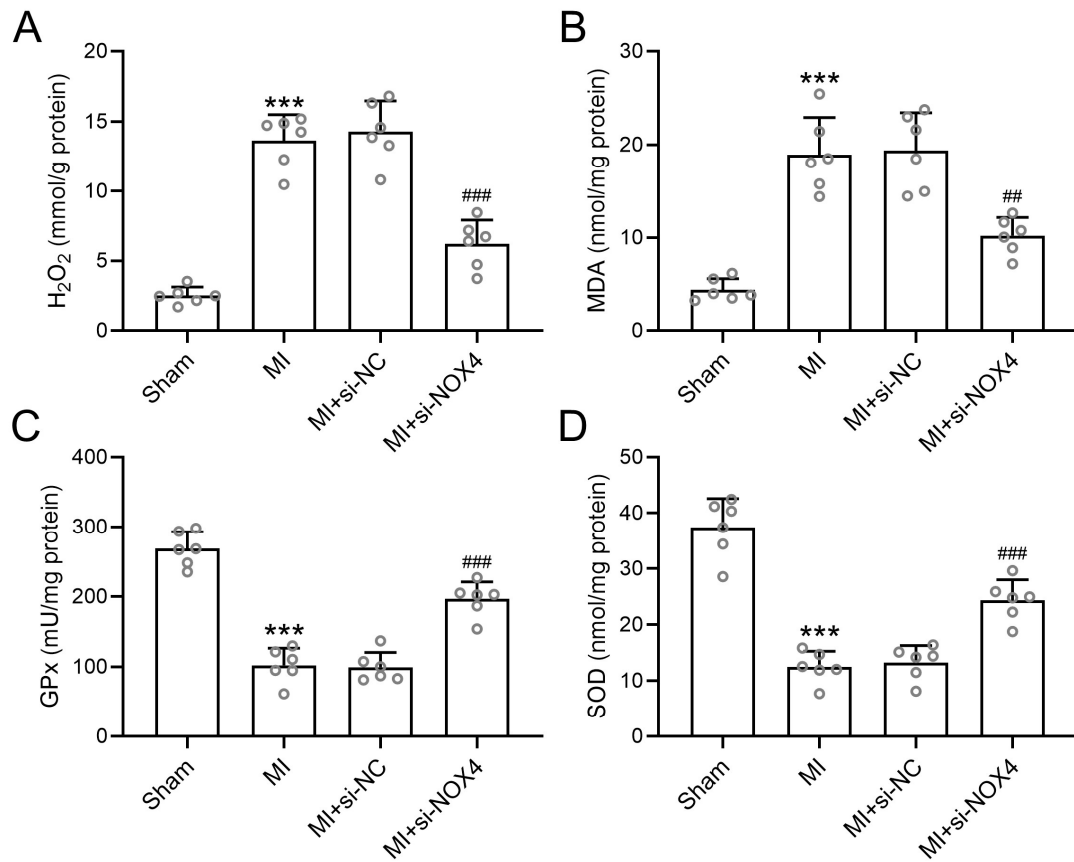 A
H₂O₂ (mmol/g protein)
20
15
10
5
0
***
###
Sham
MI
MI+si-NC
MI+si-NOX4
B
MDA (nmol/mg protein)
30
20
10
0
***
##
Sham
MI
MI+si-NC
MI+si-NOX4
C
GPx (mU/mg protein)
400
300
200
100
0
***
###
Sham
MI
MI+si-NC
MI+si-NOX4
D
SOD (nmol/mg protein)
50
40
30
20
10
0
***
###
Sham
MI
MI+si-NC
MI+si-NOX4